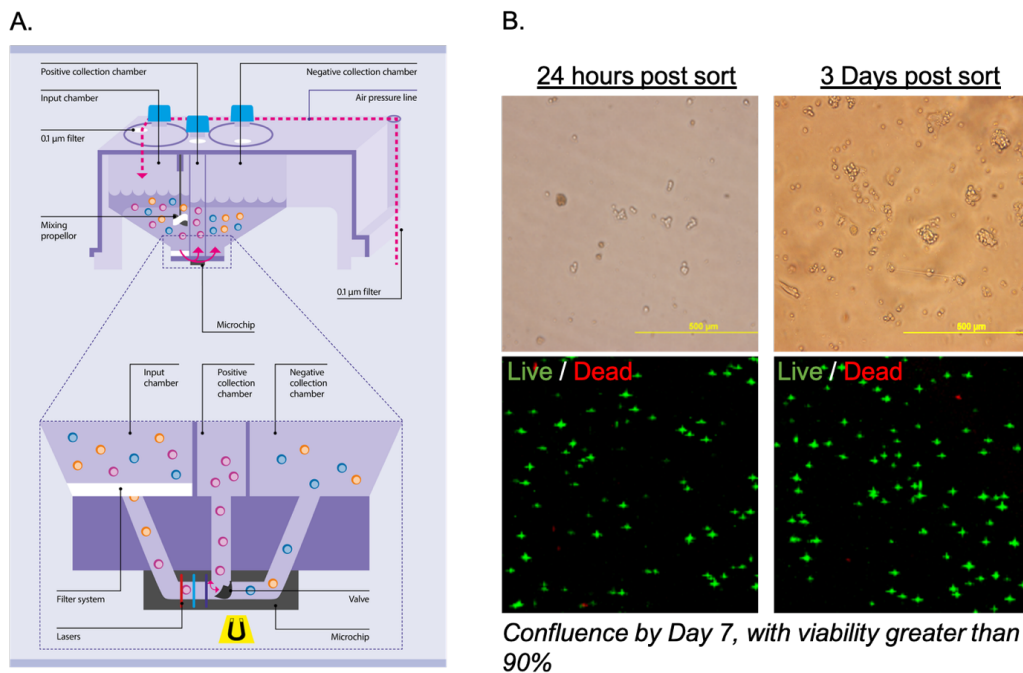 A.
Positive collection chamber
Negative collection chamber
Input chamber
Air pressure line
0.1 µm filter
Mixing
propellor
0.1 µm filter
Microchip
Input
chamber
Positive
collection
chamber
Negative
collection
chamber
Filter system
Valve
Lasers
Microchip
B.
24 hours post sort
3 Days post sort
500 µm
500 µm
Live / Dead
Live / Dead
Confluence by Day 7, with viability greater than
90%